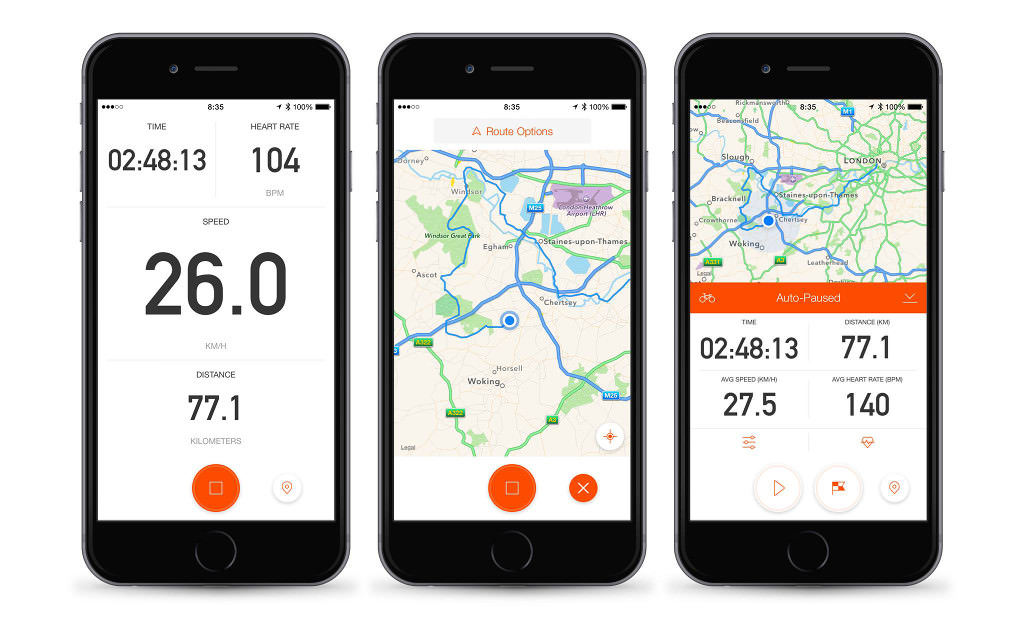 8:35
100%
TIME
HEART RATE
02:48:13
104
BPM
SPEED
26.0
KM/H
DISTANCE
77.1
KILOMETERS
8:35
100%
Route Options
Dorney
Windsor
M25
London Heathrow
Airport (LHR)
Windsor Great Park
Egham
Staines-upon-Thames
Ascot
Chertsey
A322
Horsell
Woking
M25
A322
A3
Legal
8:35
100%
Rickmansworth
M1
Beaconsfield
Slough
LONDON
Staines-upon-Thames
Bracknell
Crowthorne
Chertsey
Woking
A331
A3
Leatherhead
Legal
Auto-Paused
TIME
DISTANCE (KM)
02:48:13
77.1
AVG SPEED (KM/H)
AVG HEART RATE (BPM)
27.5
140